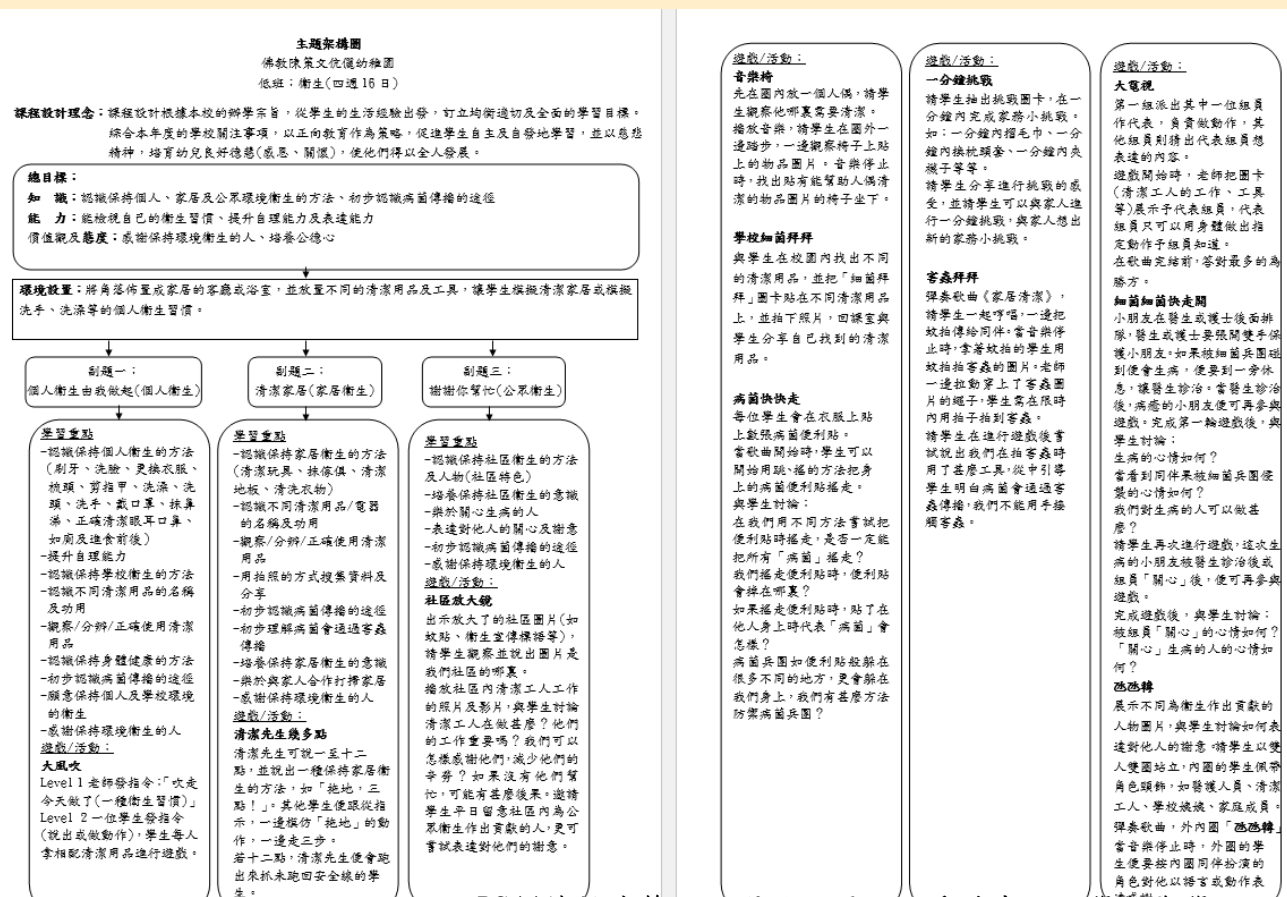 主題架構圖
佛教陳策文伉儷幼稚園
低班：衞生(四週 16 日)
課程設計理念：課程設計根據本校的辦學宗旨，從學生的生活經驗出發，訂立均衡適切及全面的學習目標。
綜合本年度的學校關注事項，以正向教育作為策略，促進學生自主及自發地學習，並以慈悲
精神，培育幼兒良好德慈(感恩、關懷)，使他們得以全人發展。
總目標：
知　識：認識保持個人、家居及公眾環境衞生的方法、初步認識病菌傳播的途徑
能　力：能檢視自己的衞生習慣、提升自理能力及表達能力
價值觀及態度：感謝保持環境衞生的人、培養公德心
環境設置：將角落佈置成家居的客廳或浴室，並放置不同的清潔用品及工具，讓學生模擬清潔家居或模擬
洗手、洗澡等的個人衞生習慣。
副題一：
個人衞生由我做起(個人衞生)
副題二：
清潔家居(家居衞生)
副題三：
謝謝你幫忙(公眾衞生)
學習重點
-認識保持個人衞生的方法
(刷牙、洗臉、更換衣服、
梳頭、剪指甲、洗澡、洗
頭、洗手、戴口罩、抹鼻
涕、正確清潔眼耳口鼻、
如廁及進食前後)
-提升自理能力
-認識保持學校衞生的方法
-認識不同清潔用品的名稱
及功用
-觀察/分辨/正確使用清潔
用品
-認識保持身體健康的方法
-初步認識病菌傳播的途徑
-願意保持個人及學校環境
的衞生
-感謝保持環境衞生的人
遊戲/活動：
大風吹
Level 1 老師發指令：「吹走
今天做了(一種衞生習慣)」
Level 2 一位學生發指令
(說出或做動作)，學生每人
拿相配清潔用品進行遊戲。
學習重點
-認識保持家居衞生的方法
(清潔玩具、抹傢俱、清潔
地板、清洗衣物)
-認識不同清潔用品/電器
的名稱及功用
-觀察/分辨/正確使用清潔
用品
-用拍照的方式搜集資料及
分享
-初步認識病菌傳播的途徑
-初步理解病菌會通過害蟲
傳播
-培養保持家居衞生的意識
-樂於與家人合作打掃家居
-感謝保持環境衞生的人
遊戲/活動：
清潔先生幾多點
清潔先生可說一至十二
點，並說出一種保持家居衞
生的方法，如「拖地，三
點！」。其他學生便跟從指
示，一邊模仿「拖地」的動
作，一邊走三步。
若十二點，清潔先生便會跑
出來抓未跑回安全線的學
生。
學習重點
-認識保持社區衞生的方法
及人物(社區特色)
-培養保持社區衞生的意識
-樂於關心生病的人
-表達對他人的關心及謝意
-初步認識病菌傳播的途徑
-感謝保持環境衞生的人
遊戲/活動：
社區放大鏡
出示放大了的社區圖片(如
蚊貼、衞生宣傳標語等)，
請學生觀察並說出圖片是
我們社區的哪裏。
播放社區內清潔工人工作
的照片及影片，與學生討論
清潔工人在做甚麼？他們
的工作重要嗎？我們可以
怎樣感謝他們，減少他們的
辛勞？如果沒有他們幫
忙，可能有甚麼後果。邀請
學生平日留意社區內為公
眾衞生作出貢獻的人，更可
嘗試表達對他們的謝意。
遊戲/活動：
音樂椅
先在圈內放一個人偶，請學
生觀察他哪裏需要清潔。
播放音樂，請學生在圈外一
邊踏步，一邊觀察椅子上貼
上的物品圖片。音樂停止
時，找出貼有能幫助人偶清
潔的物品圖片的椅子坐下。
學校細菌拜拜
與學生在校園內找出不同
的清潔用品，並把「細菌拜
拜」圖卡貼在不同清潔用品
上，並拍下照片，回課室與
學生分享自己找到的清潔
用品。
病菌快快走
每位學生會在衣服上貼
上數張病菌便利貼。
當歌曲開始時，學生可以
開始用跳、搖的方法把身
上的病菌便利貼搖走。
與學生討論：
在我們用不同方法嘗試把
便利貼時搖走，是否一定能
把所有「病菌」搖走？
我們搖走便利貼時，便利貼
會掉在哪裏？
如果搖走便利貼時，貼了在
他人身上時代表「病菌」會
怎樣？
病菌兵團如便利貼般躲在
很多不同的地方，更會躲在
我們身上，我們有甚麼方法
防禦病菌兵團？
遊戲/活動：
一分鐘挑戰
請學生抽出挑戰圖卡，在一
分鐘內完成家務小挑戰。
如：一分鐘內摺毛巾、一分
鐘內換枕頭套、一分鐘內夾
襪子等等。
請學生分享進行挑戰的感
受，並請學生可以與家人進
行一分鐘挑戰，與家人想出
新的家務小挑戰。
害蟲拜拜
彈奏歌曲《家居清潔》，
請學生一起哼唱，一邊把
蚊拍傳給同伴。當音樂停
止時，拿著蚊拍的學生用
蚊拍拍害蟲的圖片。老師
一邊拉動穿上了害蟲圖
片的繩子，學生需在限時
內用拍子拍到害蟲。
請學生在進行遊戲後嘗
試說出我們在拍害蟲時
用了甚麼工具，從中引導
學生明白病菌會通過害
蟲傳播，我們不能用手接
觸害蟲。
遊戲/活動：
大電視
第一組派出其中一位組員
作代表，負責做動作，其
他組員則猜出代表組員想
表達的內容。
遊戲開始時，老師把圖卡
(清潔工人的工作、工具
等)展示予代表組員，代表
組員只可以用身體做出指
定動作予組員知道。
在歌曲完結前，答對最多的為
勝方。
細菌細菌快走開
小朋友在醫生或護士後面排
隊，醫生或護士要張開雙手保
護小朋友。如果被細菌兵團碰
到便會生病，便要到一旁休
息，讓醫生診治。當醫生診治
後，病癒的小朋友便可再參與
遊戲。完成第一輪遊戲後，與
學生討論：
生病的心情如何？
當看到同伴果被細菌兵團侵
襲的心情如何？
我們對生病的人可以做甚
麼？
請學生再次進行遊戲，這次生
病的小朋友被醫生診治後或
組員「關心」後，便可再參與
遊戲。
完成遊戲後，與學生討論：
被組員「關心」的心情如何？
「關心」生病的人的心情如
何？
氹氹轉
展示不同為衞生作出貢獻的
人物圖片，與學生討論如何表
達對他人的謝意。請學生以雙
人雙圈站立，內圈的學生佩帶
角色頭飾，如醫護人員、清潔
工人、學校嬸嬸、家庭成員。
彈奏歌曲，外內圈「氹氹轉」
當音樂停止時，外圈的學
生便要按內圈同伴扮演的
角色對他以語言或動作表